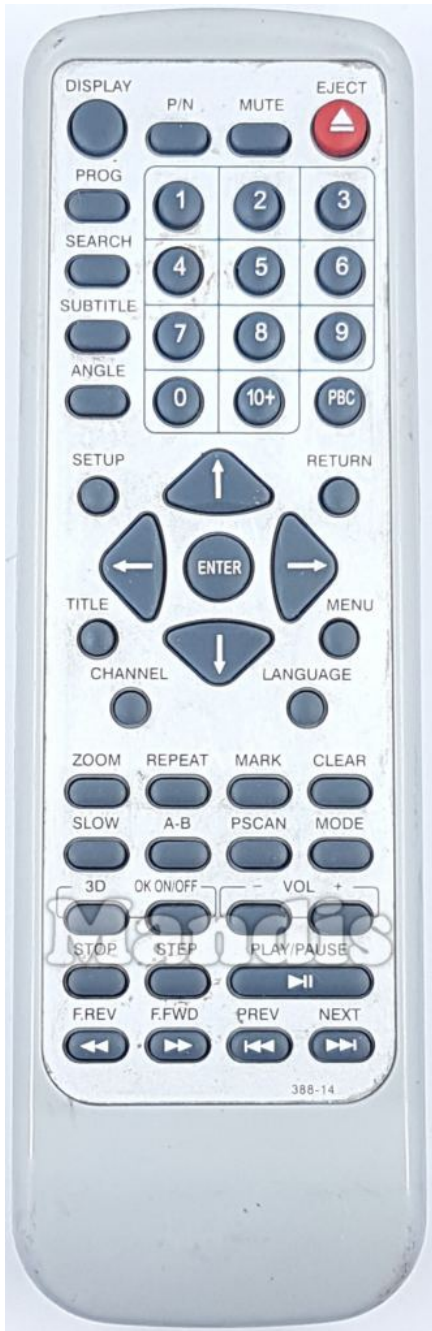 DISPLAY P/N MUTE EJECT
PROG 1 2 3
SEARCH 4 5 6
SUBTITLE 7 8 9
ANGLE 0 10+ PBC
SETUP RETURN
ENTER
TITLE MENU
CHANNEL LANGUAGE
ZOOM REPEAT MARK CLEAR
SLOW A-B PSCAN MODE
3D OK ON/OFF - VOL +
Mandis
STOP STEP PLAY/PAUSE
F.REV F.FWD PREV NEXT
388-14